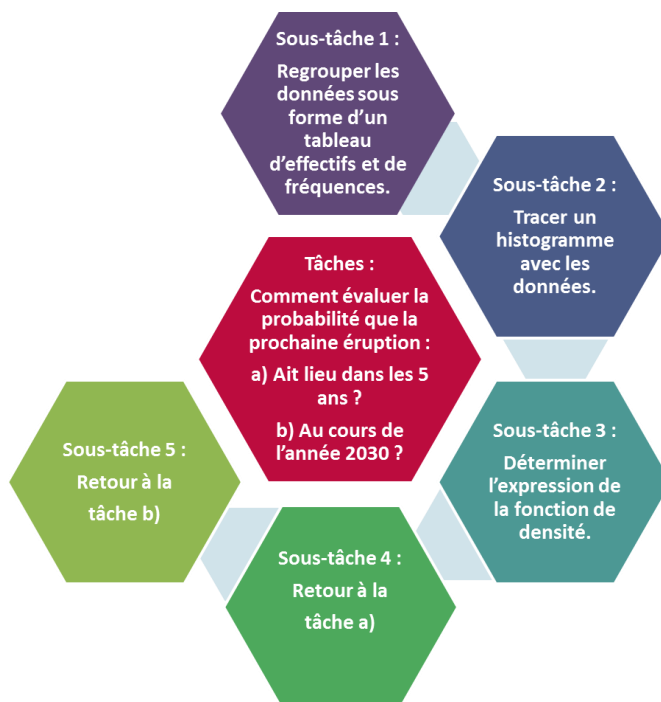 Sous-tâche 1 :
Regrouper les
données sous
forme d'un
tableau
d'effectifs et de
fréquences.
Sous-tâche 2 :
Tracer un
histogramme
avec les
données.
Tâches :
Comment évaluer la
probabilité que la
prochaine éruption :
a) Ait lieu dans les 5
ans ?
b) Au cours de
l'année 2030 ?
Sous-tâche 3 :
Déterminer
l'expression de
la fonction de
densité.
Sous-tâche 4 :
Retour à la
tâche a)
Sous-tâche 5 :
Retour à la
tâche b)